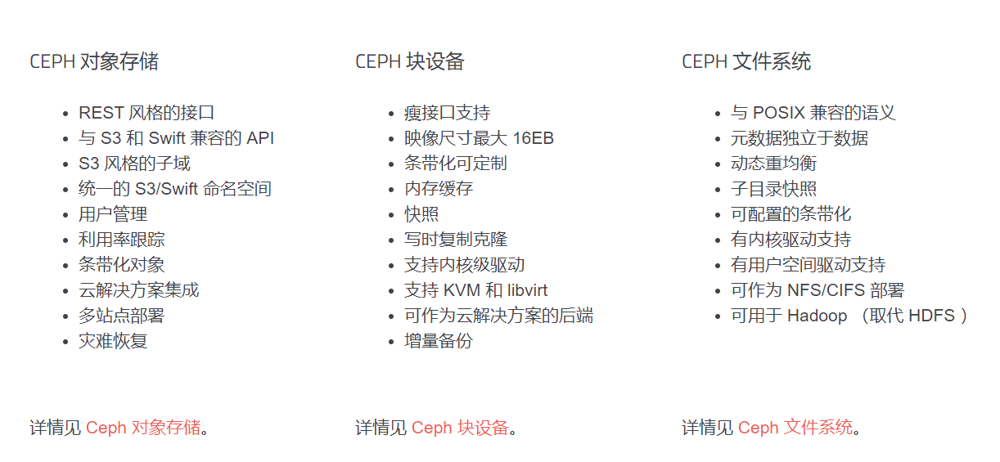 CEPH 对象存储
• REST 风格的接口
• 与 S3 和 Swift 兼容的 API
• S3 风格的子域
• 统一的 S3/Swift 命名空间
• 用户管理
• 利用率跟踪
• 条带化对象
• 云解决方案集成
• 多站点部署
• 灾难恢复
详情见 Ceph 对象存储。
CEPH 块设备
• 瘦接口支持
• 映像尺寸最大 16EB
• 条带化可定制
• 内存缓存
• 快照
• 写时复制克隆
• 支持内核级驱动
• 支持 KVM 和 libvirt
• 可作为云解决方案的后端
• 增量备份
详情见 Ceph 块设备。
CEPH 文件系统
• 与 POSIX 兼容的语义
• 元数据独立于数据
• 动态重均衡
• 子目录快照
• 可配置的条带化
• 有内核驱动支持
• 有用户空间驱动支持
• 可作为 NFS/CIFS 部署
• 可用于 Hadoop （取代 HDFS ）
详情见 Ceph 文件系统。